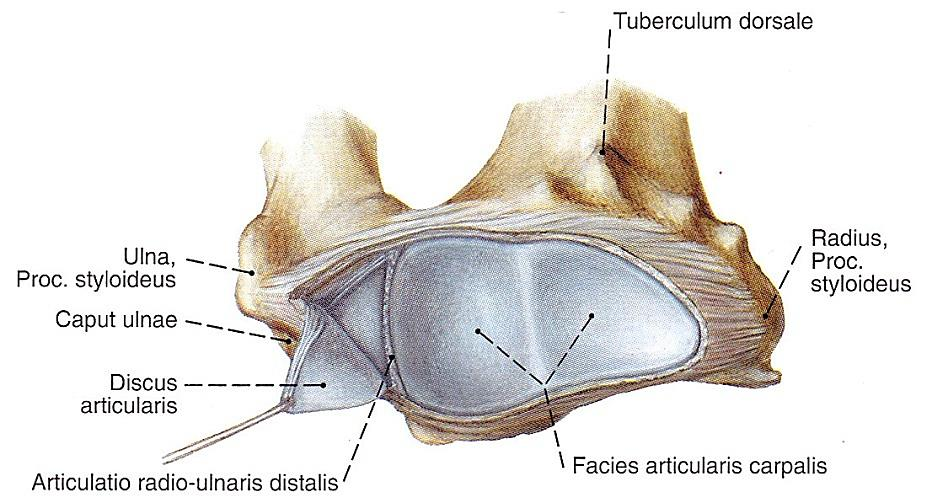 Tuberculum dorsale
Radius,
Proc.
styloideus
Ulna,
Proc. styloideus
Caput ulnae
Discus
articularis
Articulatio radio-ulnaris distalis
Facies articularis carpalis